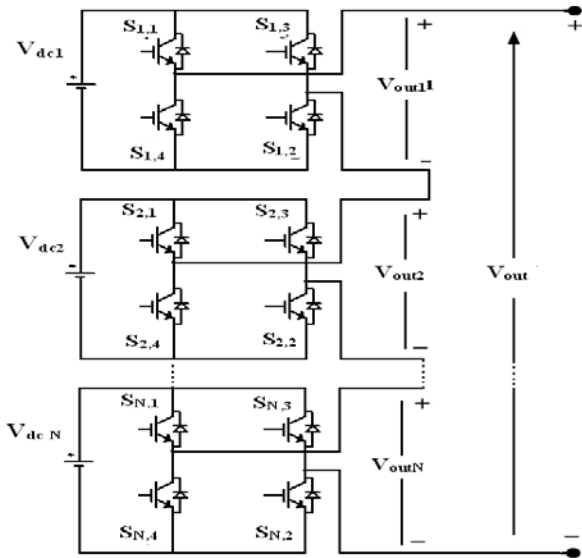 S1,1
S1,3
+
Vdc1
+
Vout11
S1,4
S1,2
−
S2,1
S2,3
+
Vdc2
Vout2
Vout
S2,4
S2,2
−
SN,1
SN,3
+
Vdc N
VoutN
SN,4
SN,2
−
−